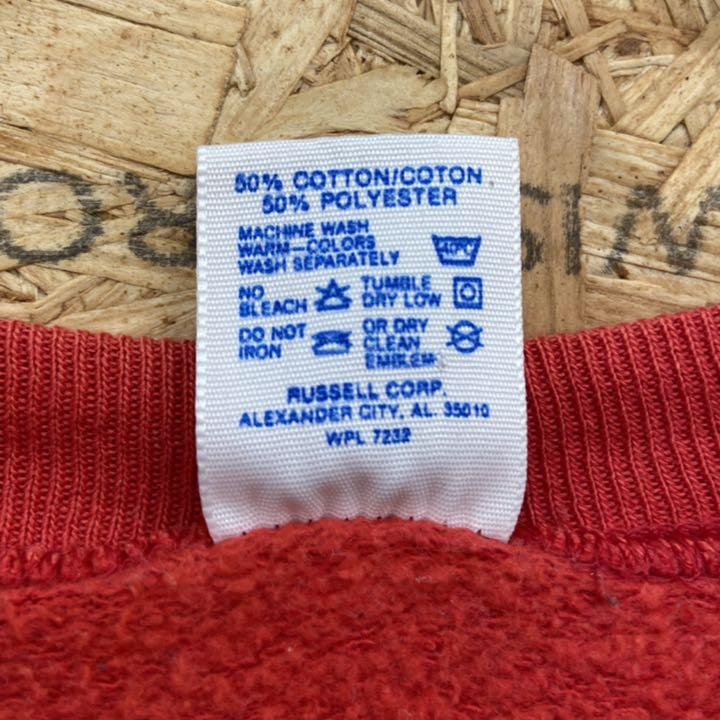 50% COTTON/COTON
50% POLYESTER
MACHINE WASH
WARM—COLORS
WASH SEPARATELY
NO
BLEACH
TUMBLE
DRY LOW
DO NOT
IRON
OR DRY
CLEAN
EMBLEM
RUSSELL CORP.
ALEXANDER CITY, AL. 35010
WPL 7232